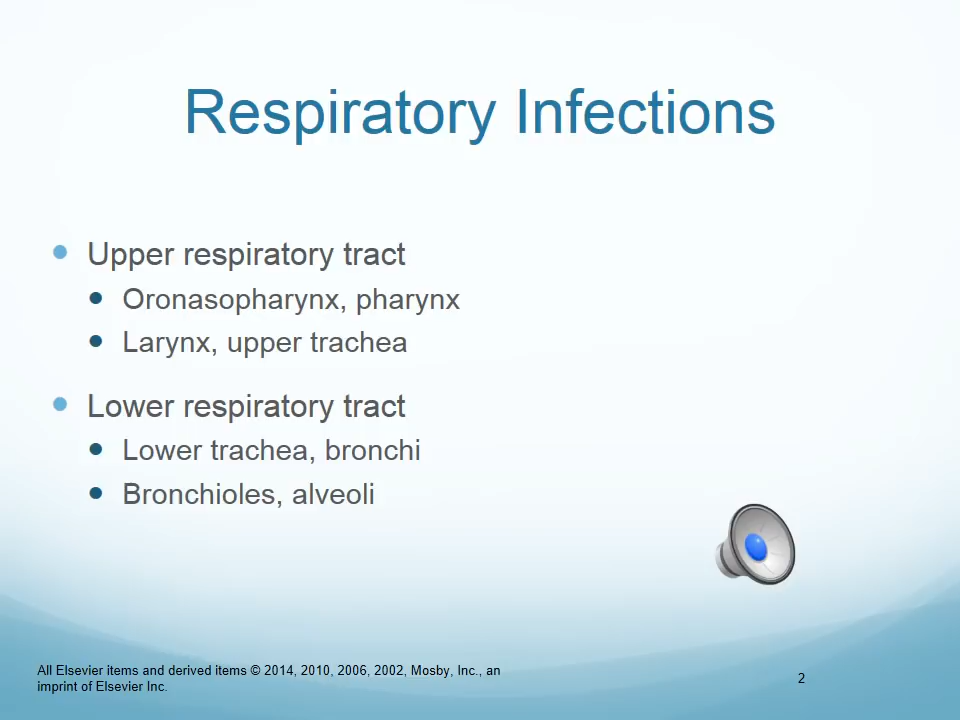 Respiratory Infections
Upper respiratory tract
Oronasopharynx, pharynx
Larynx, upper trachea
Lower respiratory tract
Lower trachea, bronchi
Bronchioles, alveoli
All Elsevier items and derived items © 2014, 2010, 2006, 2002, Mosby, Inc., an
imprint of Elsevier Inc.
2